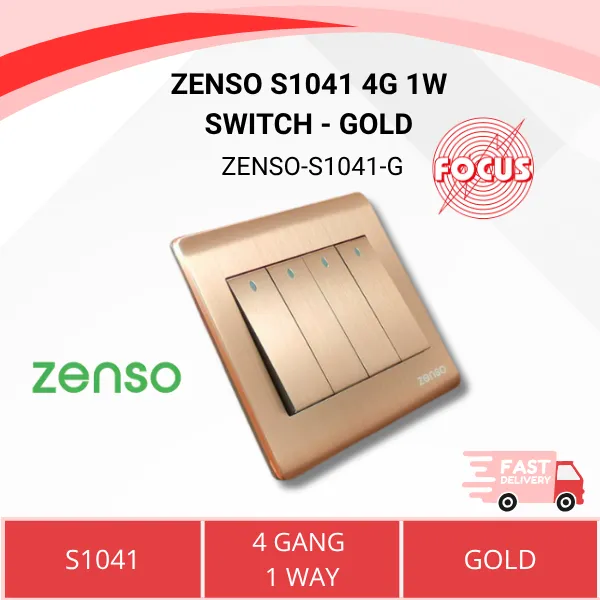 ZENSO S1041 4G 1W
SWITCH - GOLD
ZENSO-S1041-G
FOCUS
zenso
zenso
FAST
DELIVERY
S1041
4 GANG
1 WAY
GOLD